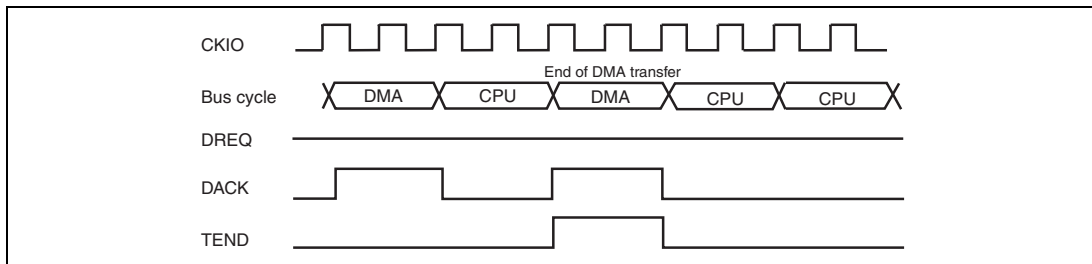 CKIO
End of DMA transfer
Bus cycle DMA CPU DMA CPU CPU
DREQ
DACK
TEND